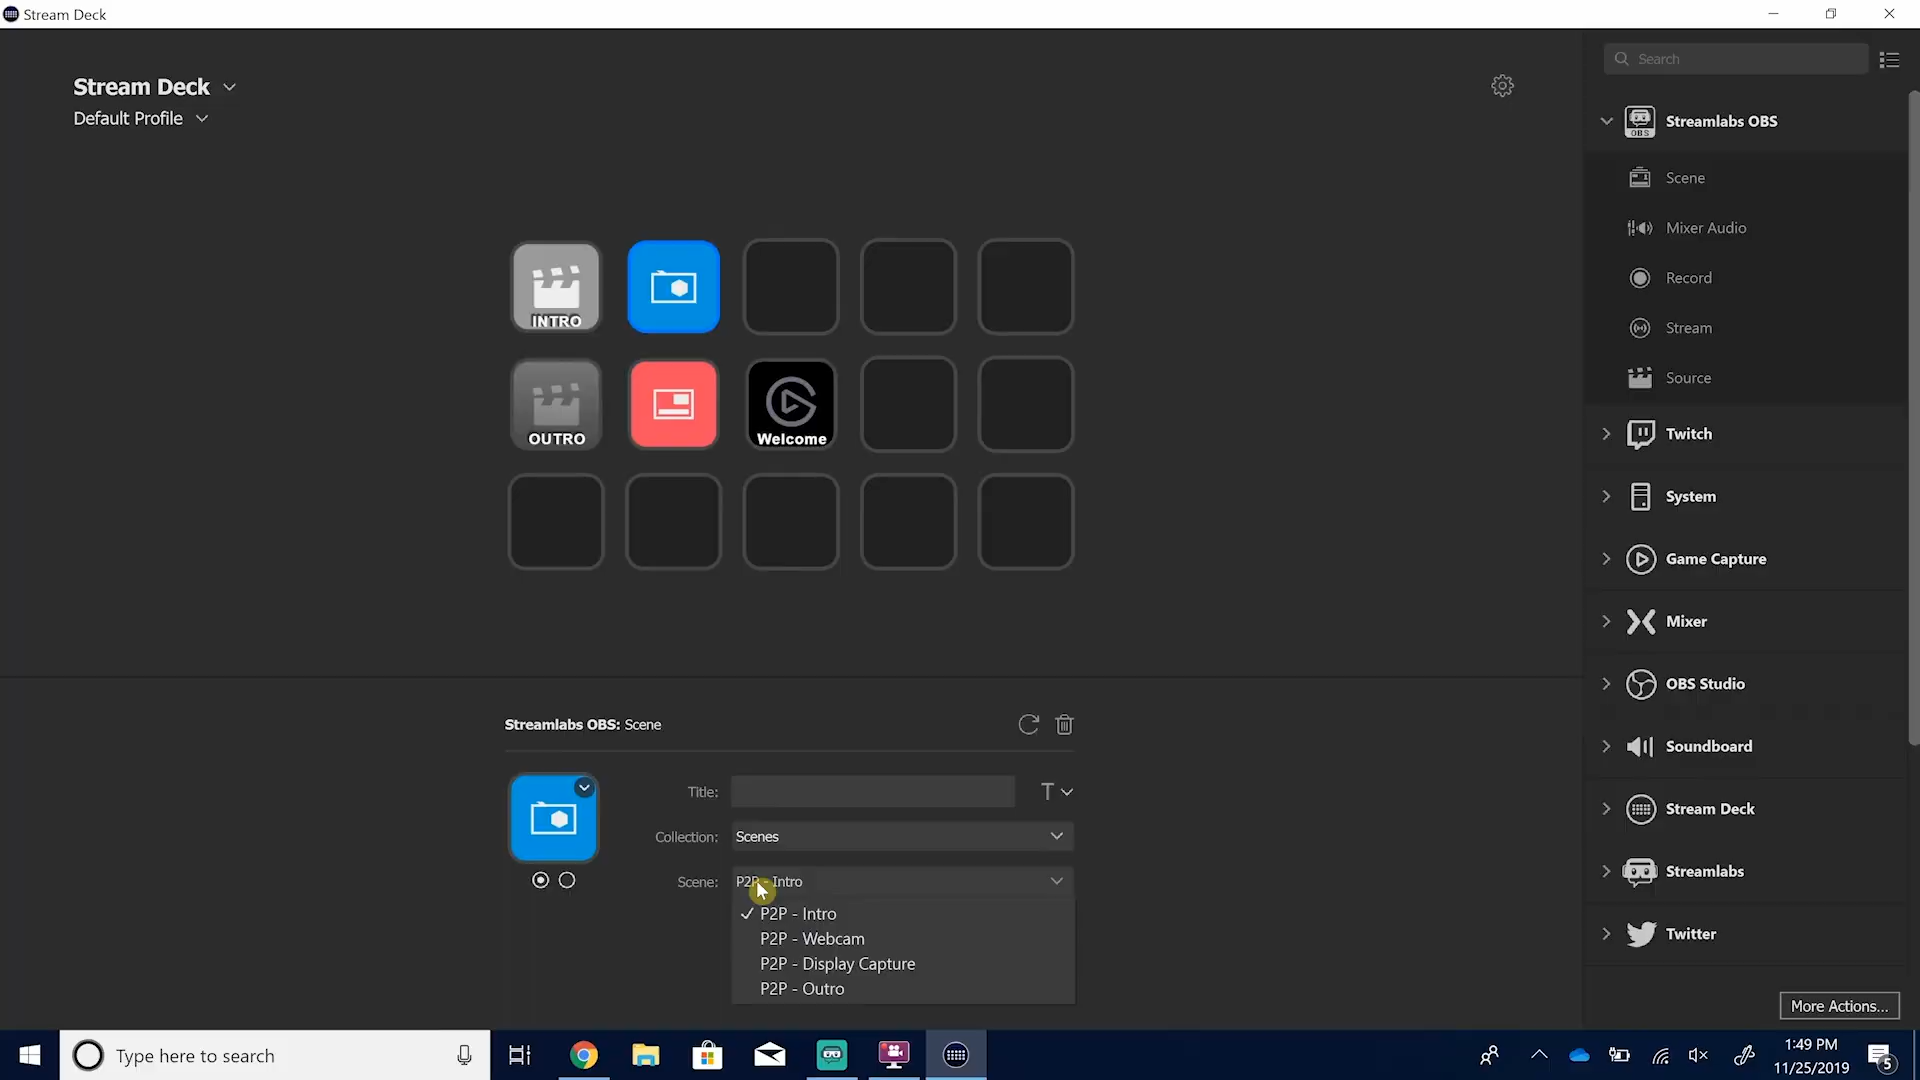 Stream Deck
Stream Deck
Default Profile
Search
Streamlabs OBS
OBS
Scene
Mixer Audio
Record
Stream
Source
Twitch
System
Game Capture
Mixer
OBS Studio
Soundboard
Stream Deck
Streamlabs
Twitter
More Actions...
INTRO
OUTRO
Welcome
Streamlabs OBS: Scene
Title:
T
Collection: Scenes
Scene: P2P - Intro
P2P - Intro
P2P - Webcam
P2P - Display Capture
P2P - Outro
Type here to search
1:49 PM
11/25/2019
5